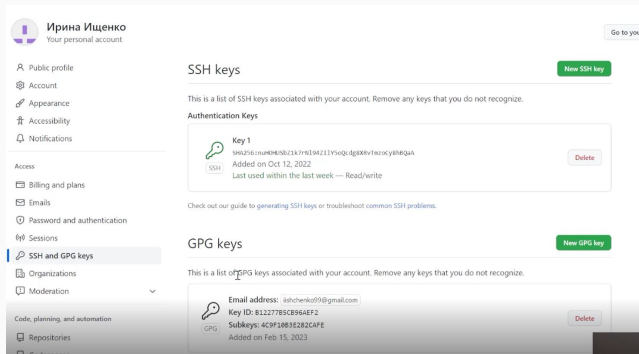 Ирина Ищенко
Your personal account
Go to you
Public profile
Account
Appearance
Accessibility
Notifications
Access
Billing and plans
Emails
Password and authentication
Sessions
SSH and GPG keys
Organizations
Moderation
Code, planning, and automation
Repositories
SSH keys
New SSH key
This is a list of SSH keys associated with your account. Remove any keys that you do not recognize.
Authentication Keys
Key 1
SSH
Added on Oct 12, 2022
Last used within the last week — Read/write
Delete
Check out our guide to generating SSH keys or troubleshoot common SSH problems.
GPG keys
New GPG key
This is a list of GPG keys associated with your account. Remove any keys that you do not recognize.
Email address: iishchenko99@gmail.com
Key ID: B12277B5CB96AEF2
GPG
Subkeys: 4C9F10B3E282CAFE
Added on Feb 15, 2023
Delete